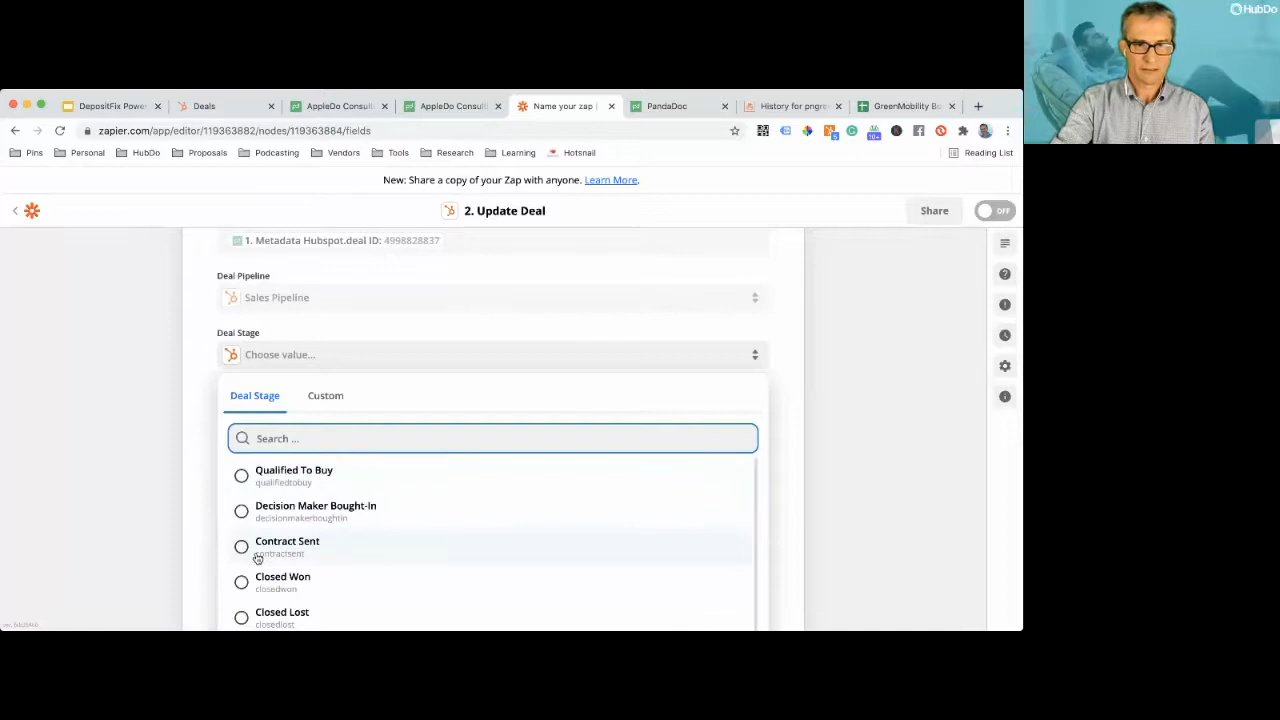 HubDo
DepositFix Powe
Deals
AppleDo Consult
AppleDo Consult
Name your zap |
PandaDoc
History for pngre
GreenMobility Bo
zapier.com/app/editor/119363882/nodes/119363884/fields
Pins
Personal
HubDo
Proposals
Podcasting
Vendors
Tools
Research
Learning
Hotsnail
Reading List
New: Share a copy of your Zap with anyone. Learn More.
2. Update Deal
Share
OFF
1. Metadata Hubspot.deal ID: 4998828837
Deal Pipeline
Sales Pipeline
Deal Stage
Choose value...
Deal Stage
Custom
Search ...
Qualified To Buy
qualifiedtobuy
Decision Maker Bought-In
decisionmakerboughtin
Contract Sent
contractsent
Closed Won
closedwon
Closed Lost
closedlost